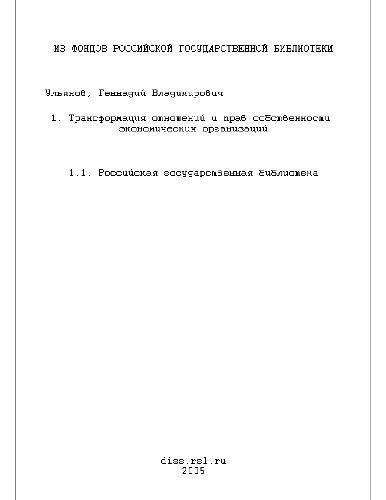 ИЗ ФОНДОВ РОССИЙСКОЙ ГОСУДАРСТВЕННОЙ БИБЛИОТЕКИ
Ульянов, Геннадий Владимирович
1. Трансформация отношений и прав собственности
экономических организаций
1.1. Российская государственная библиотека
diss.rsl.ru
2005